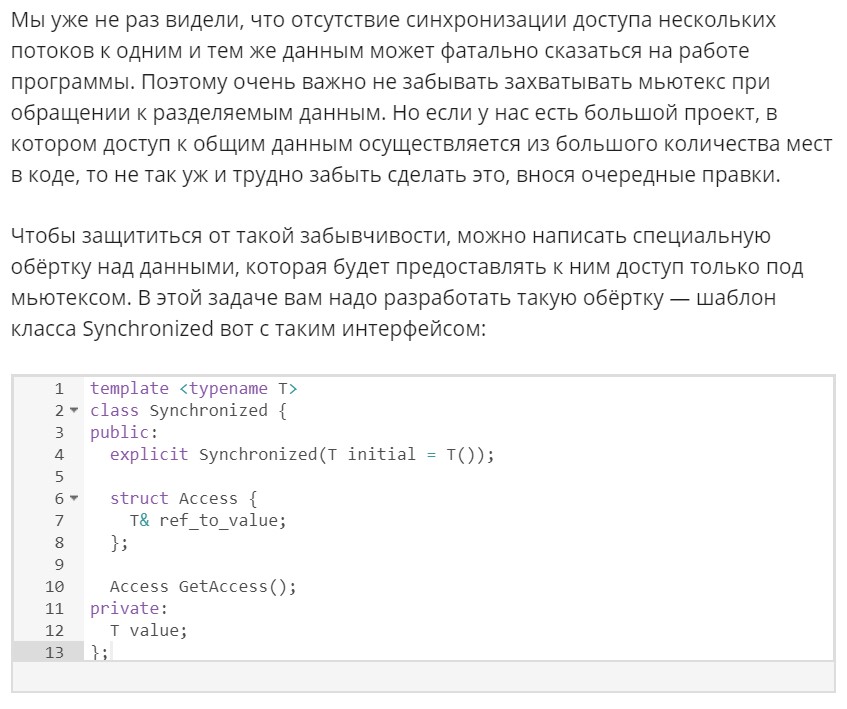 Мы уже не раз видели, что отсутствие синхронизации доступа нескольких
потоков к одним и тем же данным может фатально сказаться на работе
программы. Поэтому очень важно не забывать захватывать мьютекс при
обращении к разделяемым данным. Но если у нас есть большой проект, в
котором доступ к общим данным осуществляется из большого количества мест
в коде, то не так уж и трудно забыть сделать это, внося очередные правки.
Чтобы защититься от такой забывчивости, можно написать специальную
обёртку над данными, которая будет предоставлять к ним доступ только под
мьютексом. В этой задаче вам надо разработать такую обёртку — шаблон
класса Synchronized вот с таким интерфейсом:
1 template <typename T>
2 class Synchronized {
3 public:
4   explicit Synchronized(T initial = T());
5
6   struct Access {
7     T& ref_to_value;
8   };
9
10   Access GetAccess();
11 private:
12   T value;
13 };